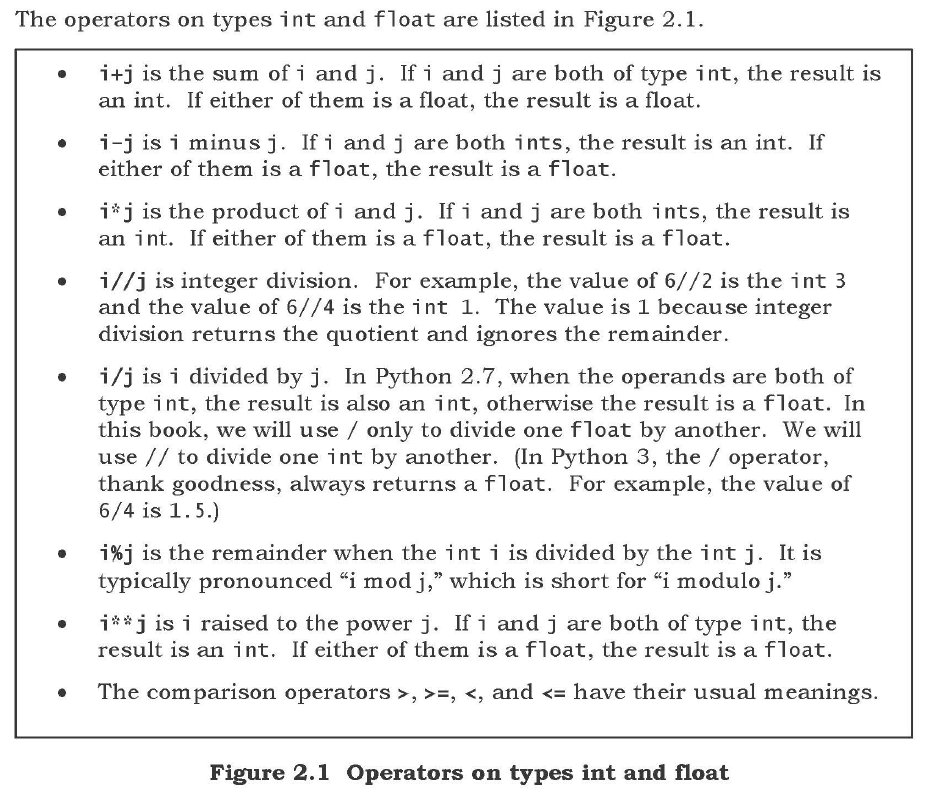 The operators on types int and float are listed in Figure 2.1.
• i+j is the sum of i and j. If i and j are both of type int, the result is
an int. If either of them is a float, the result is a float.
• i–j is i minus j. If i and j are both ints, the result is an int. If
either of them is a float, the result is a float.
• i*j is the product of i and j. If i and j are both ints, the result is
an int. If either of them is a float, the result is a float.
• i//j is integer division. For example, the value of 6//2 is the int 3
and the value of 6//4 is the int 1. The value is 1 because integer
division returns the quotient and ignores the remainder.
• i/j is i divided by j. In Python 2.7, when the operands are both of
type int, the result is also an int, otherwise the result is a float. In
this book, we will use / only to divide one float by another. We will
use // to divide one int by another. (In Python 3, the / operator,
thank goodness, always returns a float. For example, the value of
6/4 is 1.5.)
• i%j is the remainder when the int i is divided by the int j. It is
typically pronounced “i mod j,” which is short for “i modulo j.”
• i**j is i raised to the power j. If i and j are both of type int, the
result is an int. If either of them is a float, the result is a float.
• The comparison operators >, >=, <, and <= have their usual meanings.
Figure 2.1 Operators on types int and float